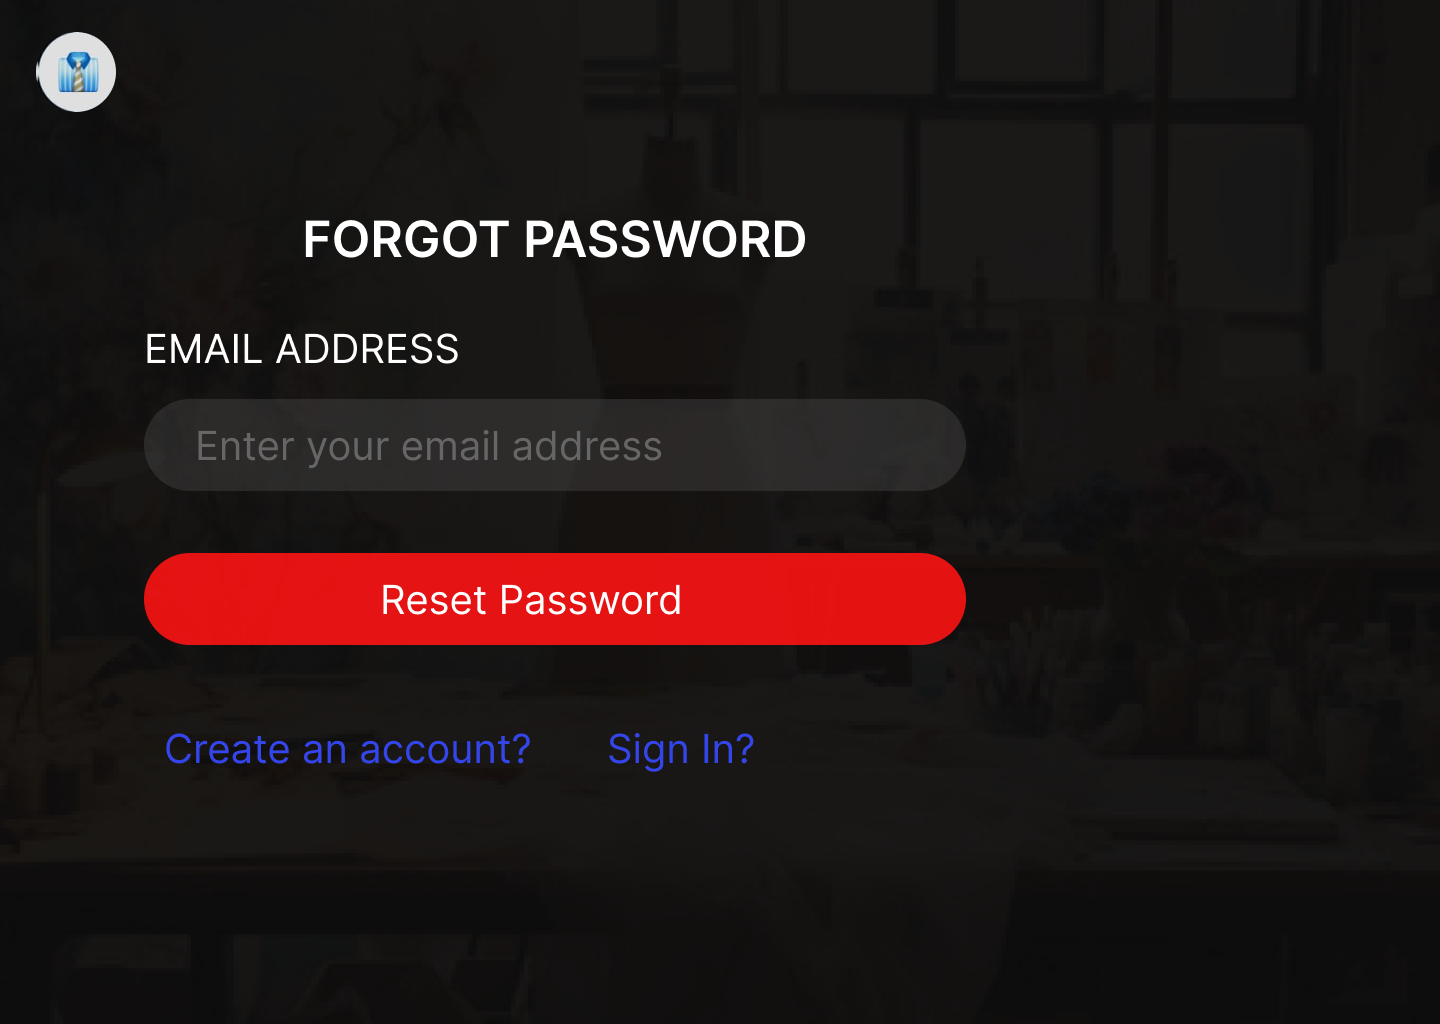 FORGOT PASSWORD
EMAIL ADDRESS
Enter your email address
Reset Password
Create an account? Sign In?